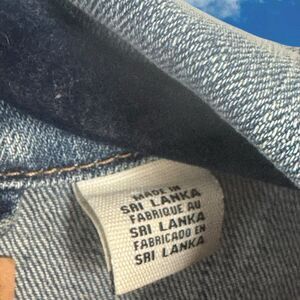 MADE IN
SRI LANKA
FABRIQUE AU
SRI LANKA
FABRICADO EN
SRI LANKA